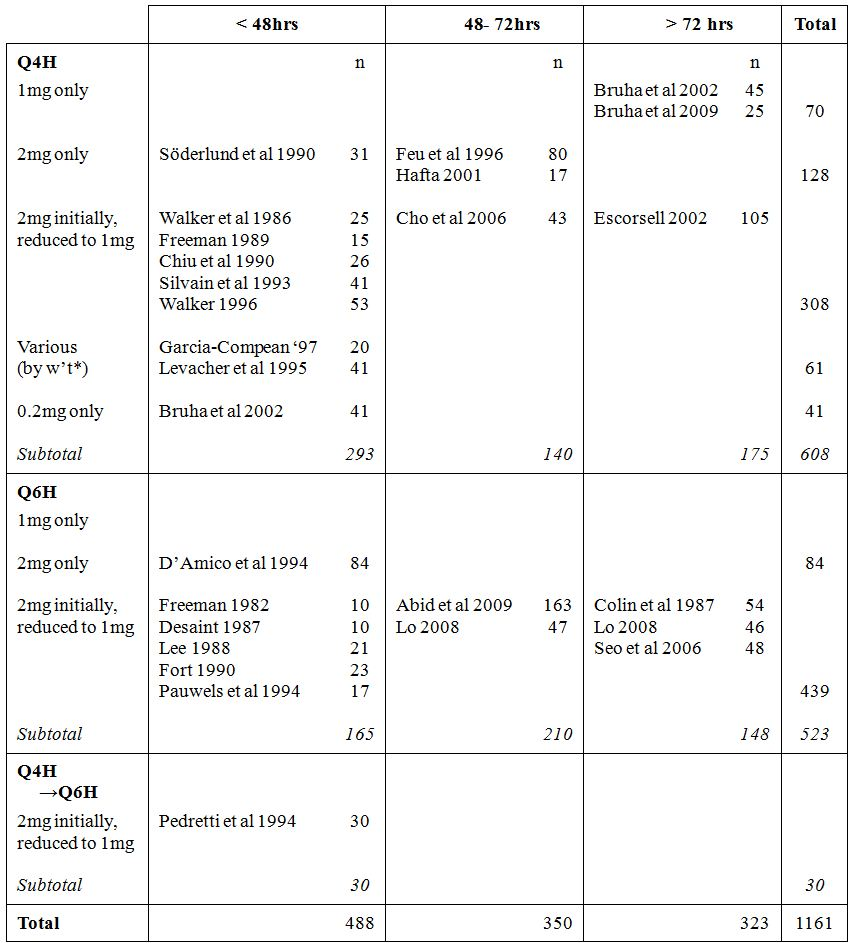 < 48hrs 48- 72hrs > 72 hrs Total
Q4H n n n
1mg only Bruha et al 2002 45
Bruha et al 2009 25 70
2mg only Söderlund et al 1990 31 Feu et al 1996 80
Hafta 2001 17 128
2mg initially, Walker et al 1986 25 Cho et al 2006 43 Escorsell 2002 105
reduced to 1mg Freeman 1989 15
Chiu et al 1990 26
Silvain et al 1993 41
Walker 1996 53 308
Various Garcia-Compean ‘97 20
(by w’t*) Levacher et al 1995 41 61
0.2mg only Bruha et al 2002 41 41
Subtotal 293 140 175 608
Q6H
1mg only
2mg only D’Amico et al 1994 84 84
2mg initially, Freeman 1982 10 Abid et al 2009 163 Colin et al 1987 54
reduced to 1mg Desaint 1987 10 Lo 2008 47 Lo 2008 46
Lee 1988 21 Seo et al 2006 48
Fort 1990 23
Pauwels et al 1994 17 439
Subtotal 165 210 148 523
Q4H
→Q6H
2mg initially, Pedretti et al 1994 30
reduced to 1mg
Subtotal 30 30
Total 488 350 323 1161